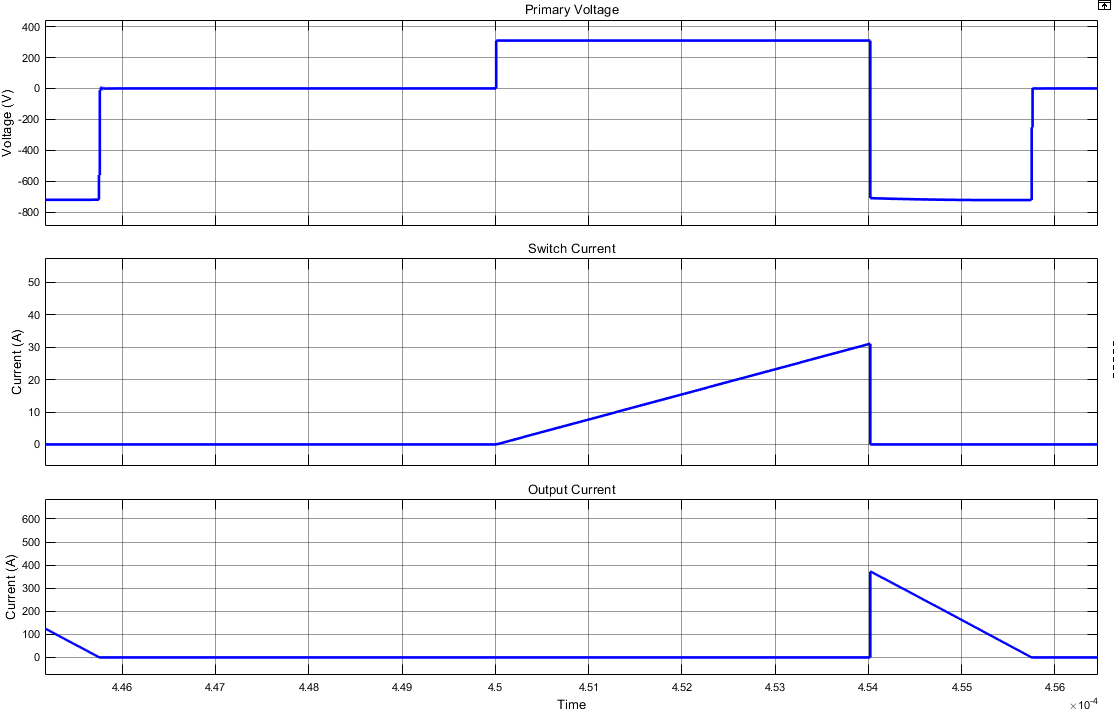 Primary Voltage
400
200
0
-200
-400
-600
-800
Voltage (V)
Switch Current
50
40
30
20
10
0
Current (A)
Output Current
600
500
400
300
200
100
0
Current (A)
4.46 4.47 4.48 4.49 4.5 4.51 4.52 4.53 4.54 4.55 4.56
Time
×10-4